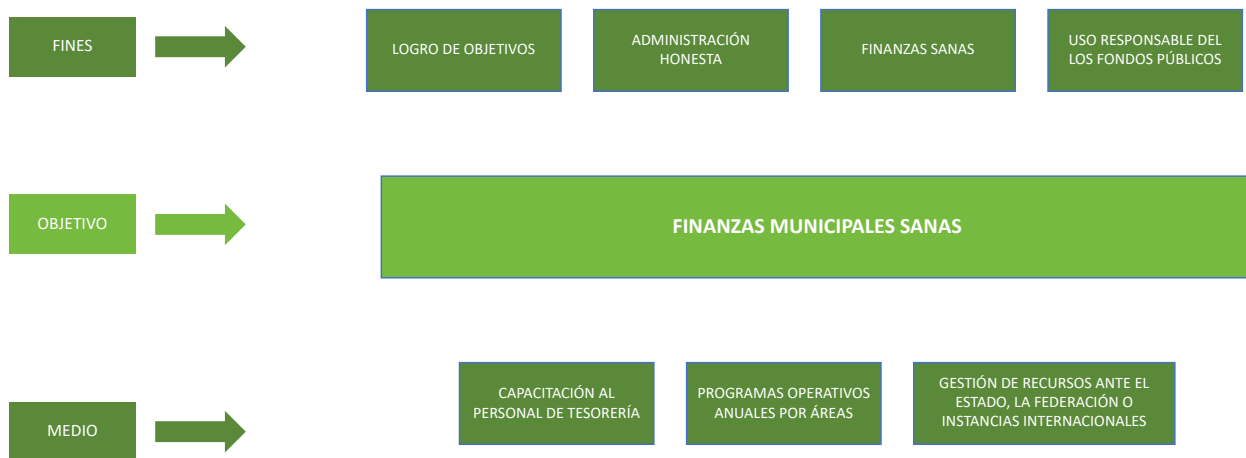 FINES
LOGRO DE OBJETIVOS
ADMINISTRACIÓN
HONESTA
FINANZAS SANAS
USO RESPONSABLE DEL
LOS FONDOS PÚBLICOS
OBJETIVO
FINANZAS MUNICIPALES SANAS
MEDIO
CAPACITACIÓN AL
PERSONAL DE TESORERÍA
PROGRAMAS OPERATIVOS
ANUALES POR ÁREAS
GESTIÓN DE RECURSOS ANTE EL
ESTADO, LA FEDERACIÓN O
INSTANCIAS INTERNACIONALES